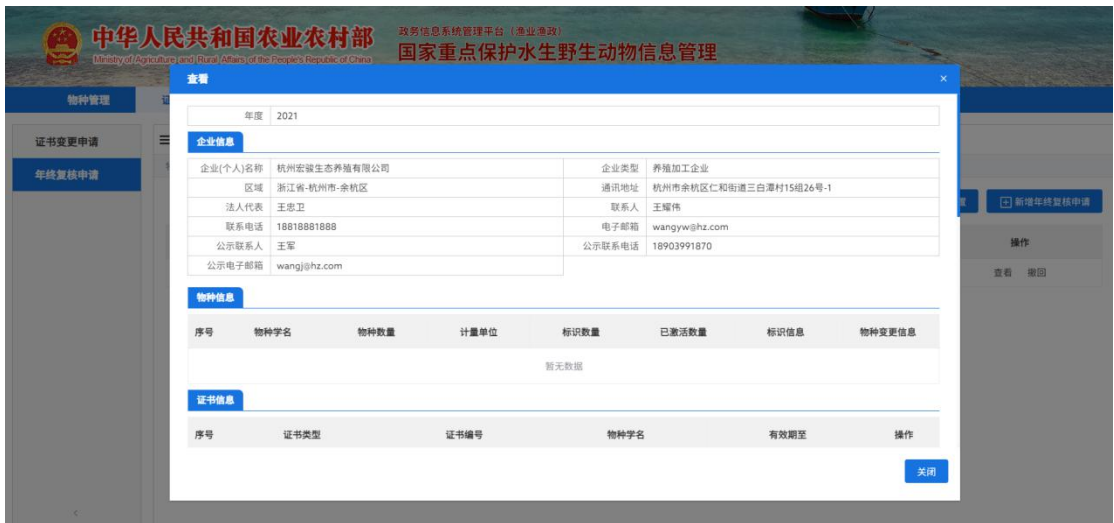 中华人民共和国农业农村部
Ministry of Agriculture and Rural Affairs of the People's Republic of China
政务信息系统管理平台（渔业渔政）
国家重点保护水生野生动物信息管理
物种管理
证书变更申请
年终复核申请
新增年终复核申请
操作
查看 撤回
查看 ×
年度 2021
企业信息
企业(个人)名称 杭州宏骏生态养殖有限公司 企业类型 养殖加工企业
区域 浙江省-杭州市-余杭区 通讯地址 杭州市余杭区仁和街道三白潭村15组26号-1
法人代表 王忠卫 联系人 王耀伟
联系电话 18818881888 电子邮箱 wangyw@hz.com
公示联系人 王军 公示联系电话 18903991870
公示电子邮箱 wangj@hz.com
物种信息
序号 物种学名 物种数量 计量单位 标识数量 已激活数量 标识信息 物种变更信息
暂无数据
证书信息
序号 证书类型 证书编号 物种学名 有效期至 操作
关闭